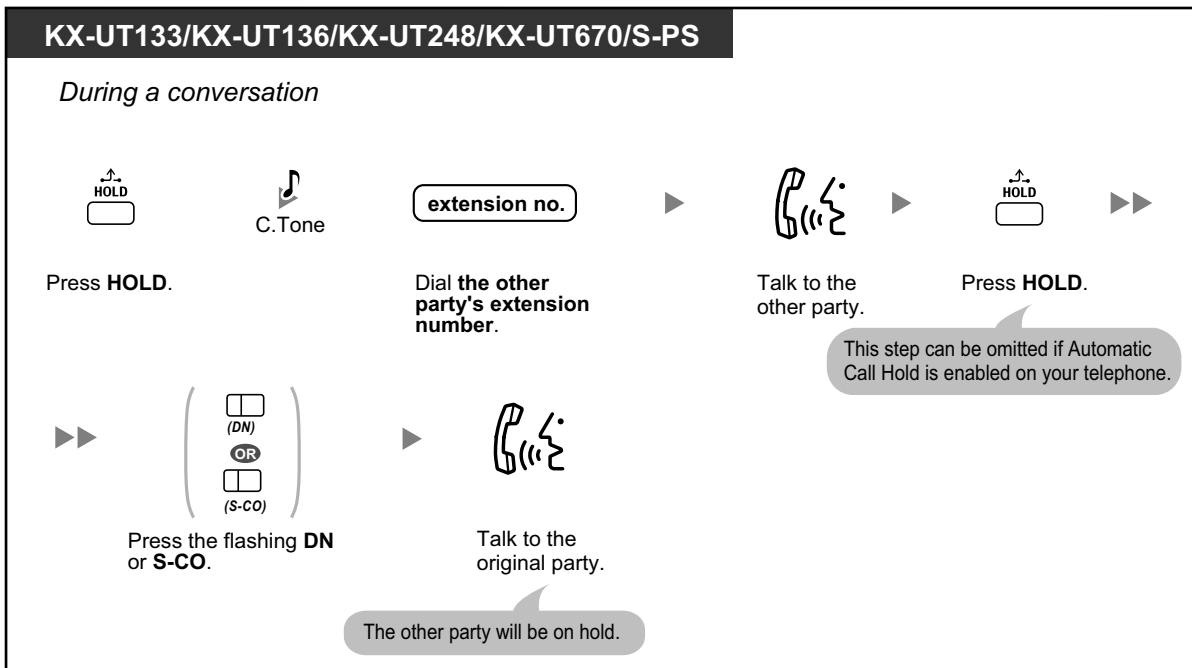 KX-UT133/KX-UT136/KX-UT248/KX-UT670/S-PS
During a conversation
HOLD
C.Tone
extension no.
HOLD
Press HOLD.
Dial the other
party's extension
number.
Talk to the
other party.
Press HOLD.
This step can be omitted if Automatic
Call Hold is enabled on your telephone.
(DN)
OR
(S-CO)
Press the flashing DN
or S-CO.
Talk to the
original party.
The other party will be on hold.